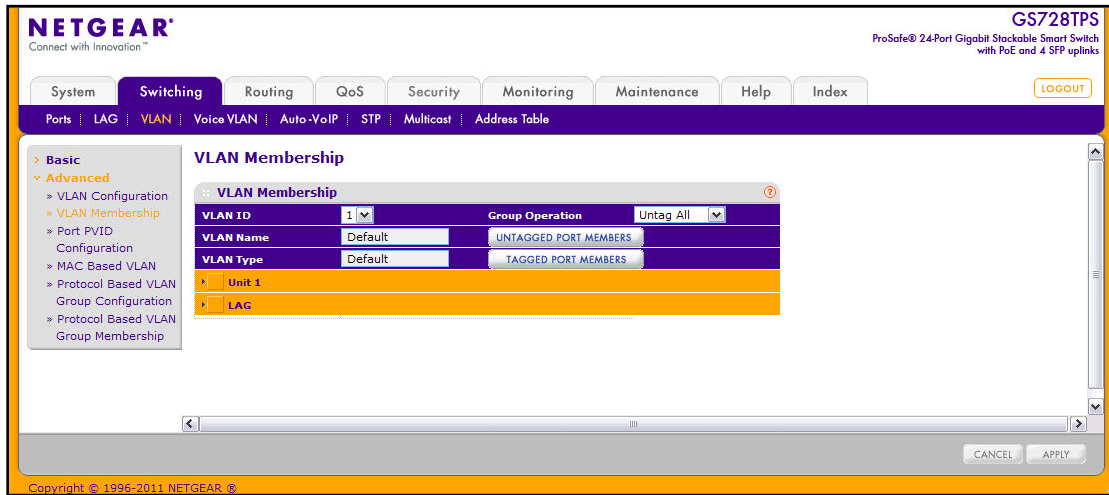 NETGEAR®
Connect with Innovation™
GS728TPS
ProSafe® 24-Port Gigabit Stackable Smart Switch
with PoE and 4 SFP uplinks
System Switching Routing QoS Security Monitoring Maintenance Help Index LOGOUT
Ports LAG VLAN Voice VLAN Auto-VoIP STP Multicast Address Table
Basic
Advanced
» VLAN Configuration
» VLAN Membership
» Port PVID
Configuration
» MAC Based VLAN
» Protocol Based VLAN
Group Configuration
» Protocol Based VLAN
Group Membership
VLAN Membership
VLAN Membership ?
VLAN ID 1 Group Operation Untag All
VLAN Name Default UNTAGGED PORT MEMBERS
VLAN Type Default TAGGED PORT MEMBERS
Unit 1
LAG
CANCEL APPLY
Copyright © 1996-2011 NETGEAR ®